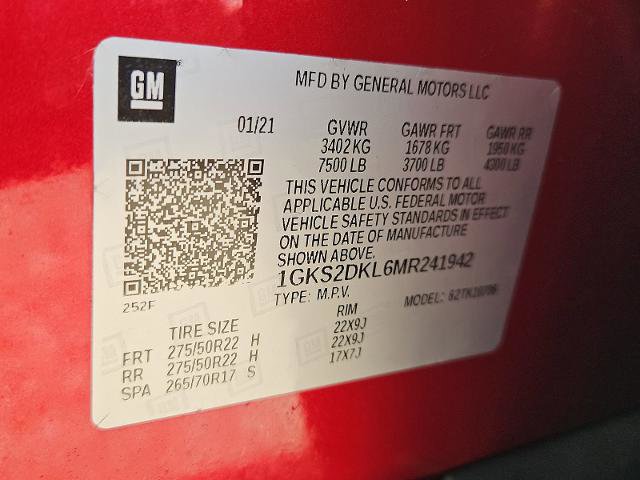 GM
MFD BY GENERAL MOTORS LLC
01/21 GVWR GAWR FRT GAWR RR
3402 KG 1678 KG 1950 KG
7500 LB 3700 LB 4300 LB
THIS VEHICLE CONFORMS TO ALL
APPLICABLE U.S. FEDERAL MOTOR
VEHICLE SAFETY STANDARDS IN EFFECT
ON THE DATE OF MANUFACTURE
SHOWN ABOVE.
1GKS2DKL6MR241942
TYPE: M.P.V. MODEL:
252F
TIRE SIZE RIM
FRT 275/50R22 H 22X9J
RR 275/50R22 H 22X9J
SPA 265/70R17 S 17X7J